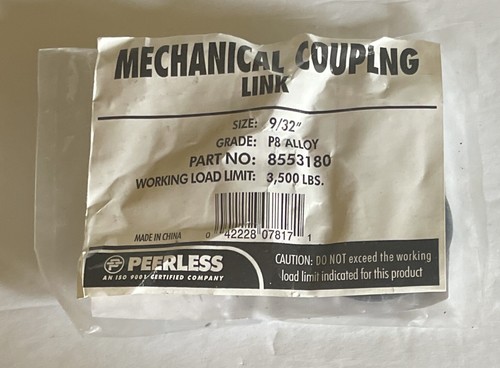 MECHANICAL COUPLNG
LINK
SIZE: 9/32"
GRADE: P8 ALLOY
PART NO: 8553180
WORKING LOAD LIMIT: 3,500 LBS.
MADE IN CHINA
0 42228 07817 1
PEERLESS
AN ISO 9001 CERTIFIED COMPANY
CAUTION: DO NOT exceed the working
load limit indicated for this product